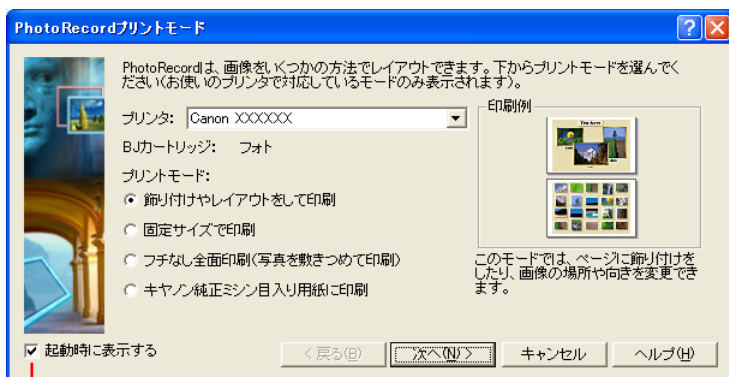 PhotoRecordプリントモード
PhotoRecordは、画像をいくつかの方法でレイアウトできます。下からプリントモードを選んでく
ださい(お使いのプリンタで対応しているモードのみ表示されます)。
プリンタ: Canon XXXXXX
BJカートリッジ: フォト
プリントモード:
飾り付けやレイアウトをして印刷
固定サイズで印刷
フチなし全面印刷(写真を敷きつめて印刷)
キヤノン純正ミシン目入り用紙に印刷
印刷例
このモードでは、ページに飾り付けを
したり、画像の場所や向きを変更でき
ます。
起動時に表示する
< 戻る(B)
次へ(N) >
キャンセル
ヘルプ(H)